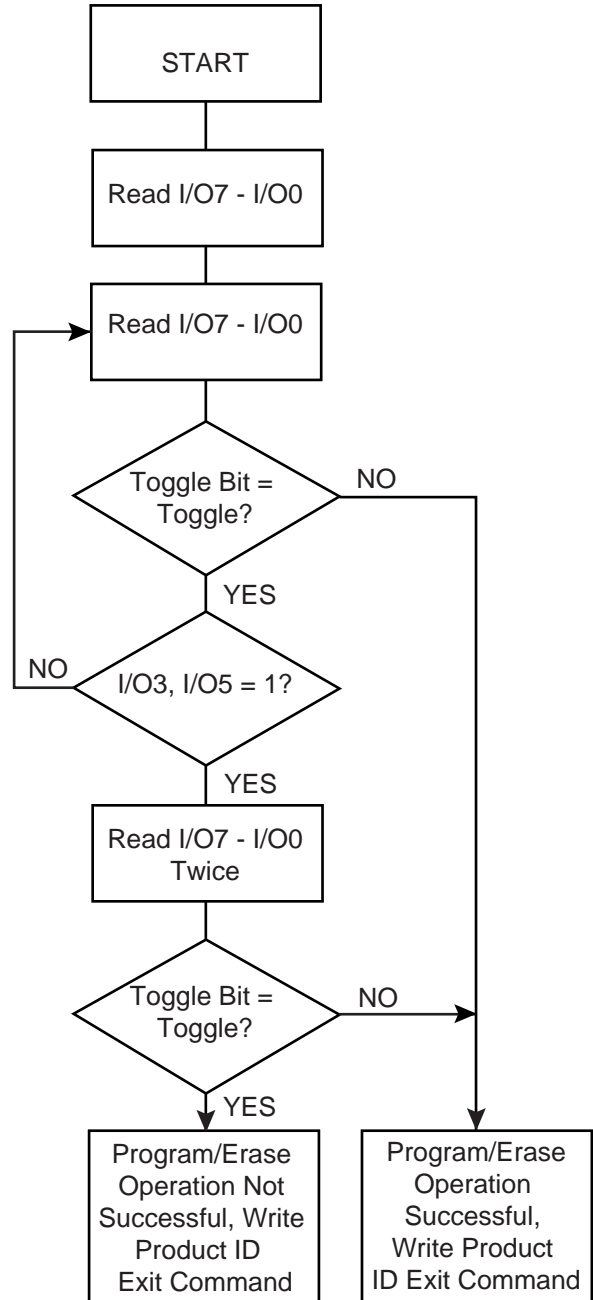 START
Read I/O7 - I/O0
Read I/O7 - I/O0
Toggle Bit =
Toggle?
NO
YES
NO
I/O3, I/O5 = 1?
YES
Read I/O7 - I/O0
Twice
Toggle Bit =
Toggle?
NO
YES
Program/Erase
Operation Not
Successful, Write
Product ID
Exit Command
Program/Erase
Operation
Successful,
Write Product
ID Exit Command